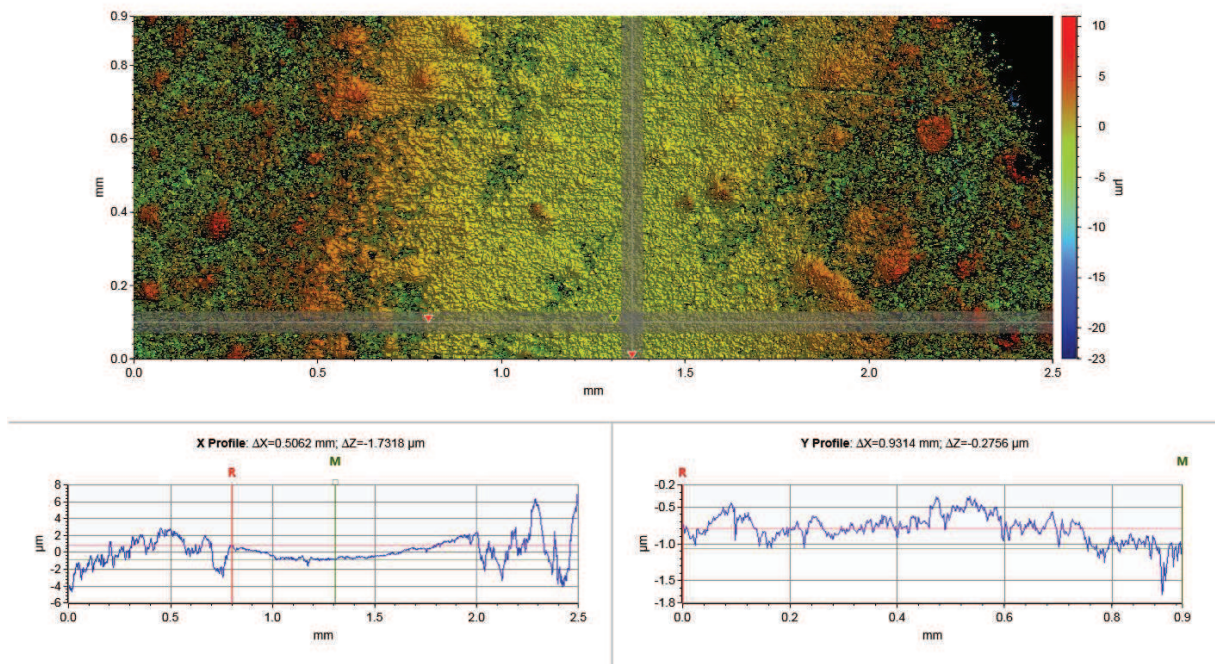 0.9
0.8
0.6
0.4
0.2
0.0
mm
0.0 0.5 1.0 1.5 2.0 2.5
mm
10
5
0
-5
-10
-15
-20
-23
µm
X Profile: ΔX=0.5062 mm; ΔZ=-1.7318 µm
R M
8
6
4
2
0
-2
-4
-6
µm
0.0 0.5 1.0 1.5 2.0 2.5
mm
Y Profile: ΔX=0.9314 mm; ΔZ=-0.2756 µm
R M
-0.2
-0.5
-1.0
-1.5
-1.8
µm
0.0 0.2 0.4 0.6 0.8 0.9
mm